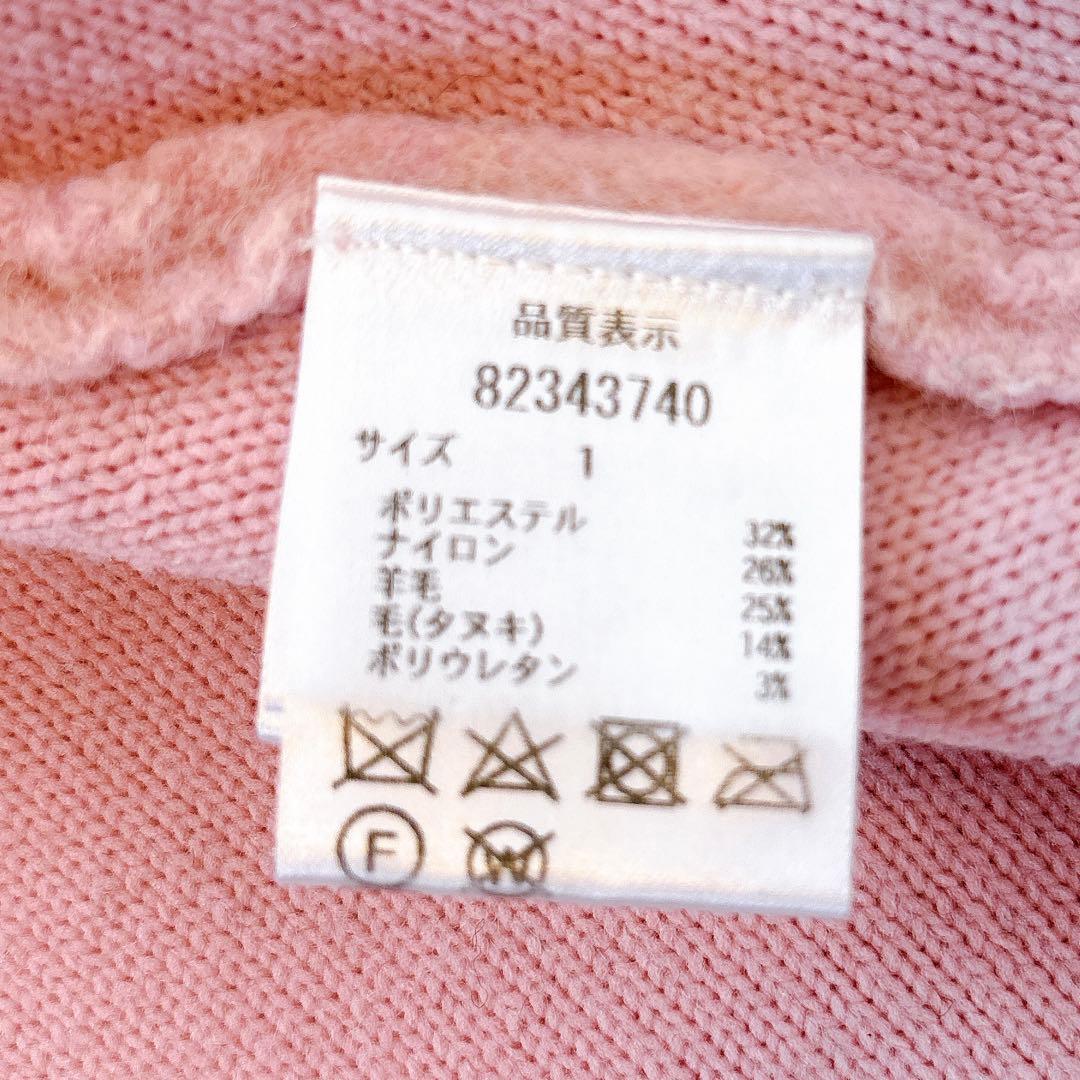 品質表示
82343740
サイズ 1
ポリエステル 32%
ナイロン 26%
羊毛 25%
毛(タヌキ) 14%
ポリウレタン 3%
F W